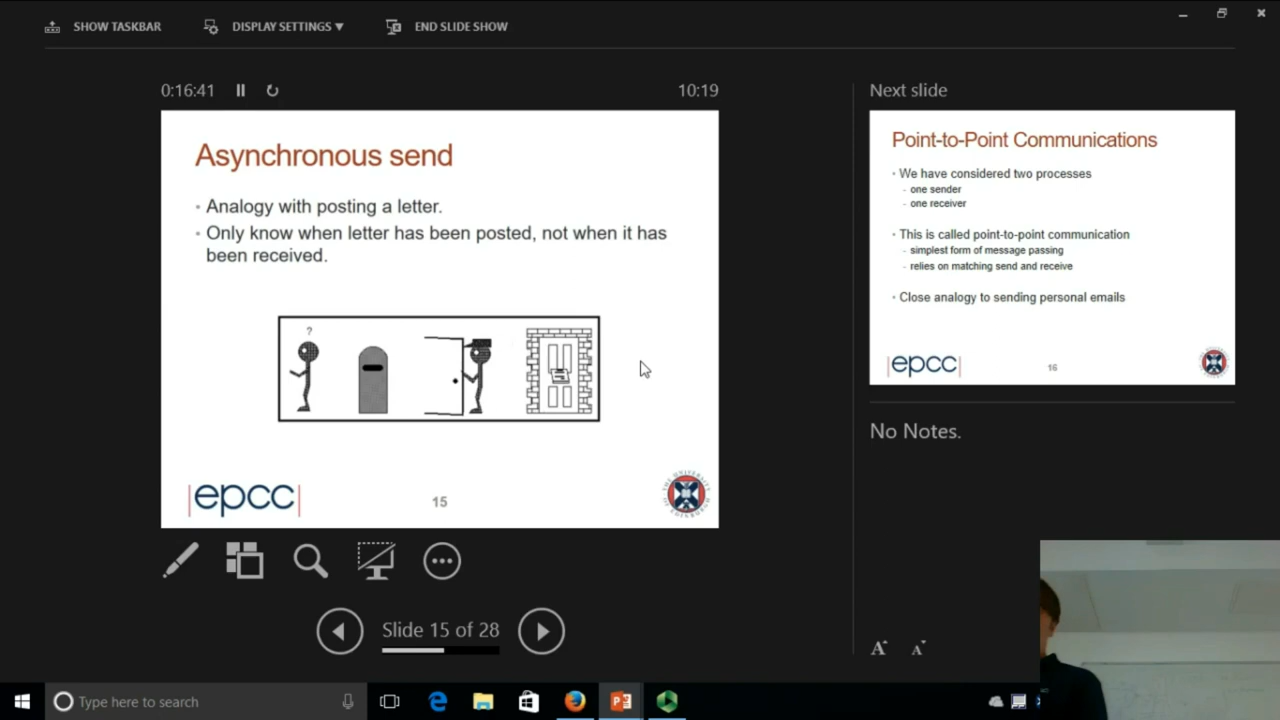 SHOW TASKBAR
DISPLAY SETTINGS ▼
END SLIDE SHOW
0:16:41
10:19
Asynchronous send
• Analogy with posting a letter.
• Only know when letter has been posted, not when it has
been received.
?
|epcc|
15
Next slide
Point-to-Point Communications
• We have considered two processes
- one sender
- one receiver
• This is called point-to-point communication
- simplest form of message passing
- relies on matching send and receive
• Close analogy to sending personal emails
|epcc|
16
No Notes.
Slide 15 of 28
A A
Type here to search